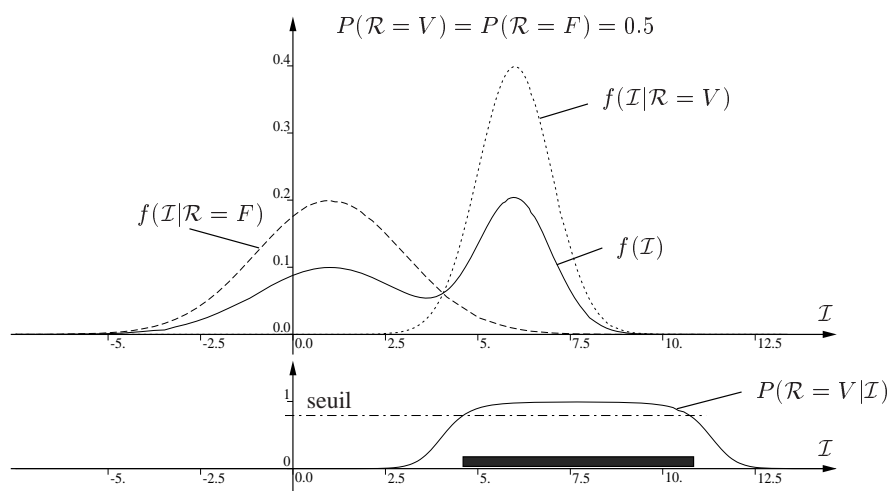 P(R = V) = P(R = F) = 0.5
0.4
f(I|R = V)
0.3
0.2
f(I|R = F)
f(I)
0.1
0.0
I
-5. -2.5 0.0 2.5 5. 7.5 10. 12.5
1
seuil
P(R = V|I)
0
I
-5. -2.5 0.0 2.5 5. 7.5 10. 12.5